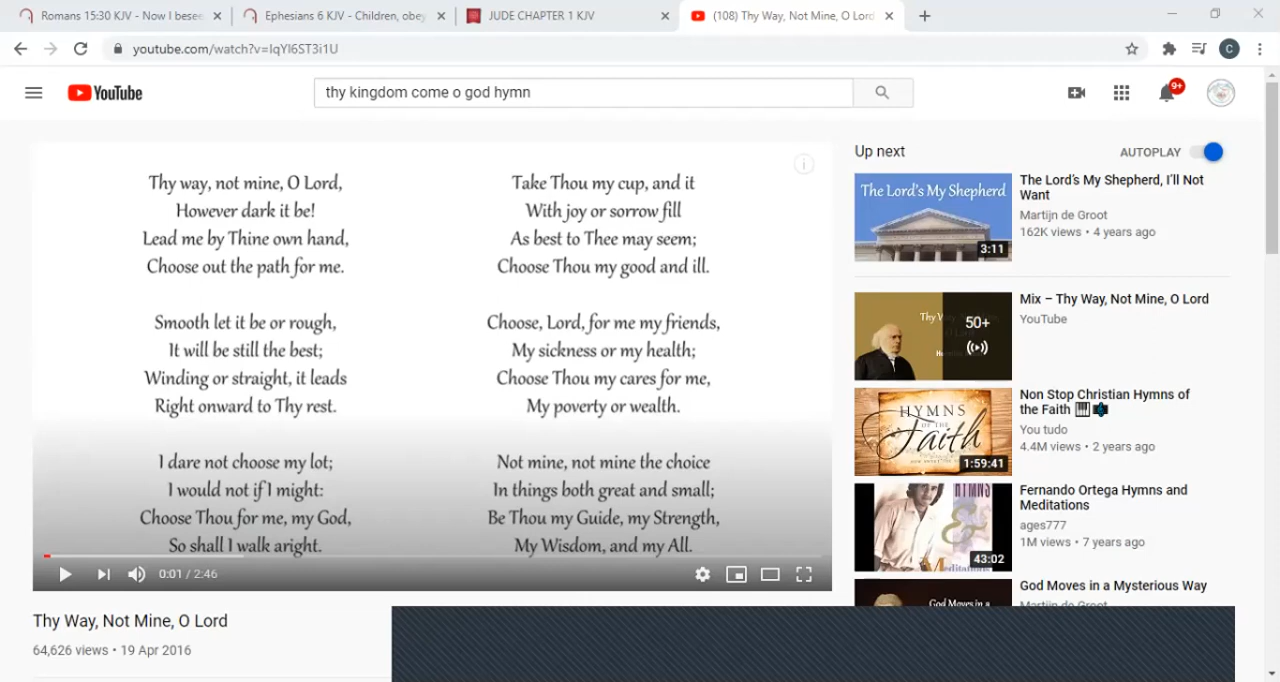 Romans 15:30 KJV - Now I besee
Ephesians 6 KJV - Children, obey
JUDE CHAPTER 1 KJV
(108) Thy Way, Not Mine, O Lord
youtube.com/watch?v=IqYl6ST3i1U
C
YouTube
thy kingdom come o god hymn
9+
Thy way, not mine, O Lord,
However dark it be!
Lead me by Thine own hand,
Choose out the path for me.
Smooth let it be or rough,
It will be still the best;
Winding or straight, it leads
Right onward to Thy rest.
I dare not choose my lot;
I would not if I might:
Choose Thou for me, my God,
So shall I walk aright.
Take Thou my cup, and it
With joy or sorrow fill
As best to Thee may seem;
Choose Thou my good and ill.
Choose, Lord, for me my friends,
My sickness or my health;
Choose Thou my cares for me,
My poverty or wealth.
Not mine, not mine the choice
In things both great and small;
Be Thou my Guide, my Strength,
My Wisdom, and my All.
0:01 / 2:46
Thy Way, Not Mine, O Lord
64,626 views • 19 Apr 2016
Up next
AUTOPLAY
The Lord's My Shepherd
3:11
The Lord's My Shepherd, I'll Not
Want
Martijn de Groot
162K views • 4 years ago
50+
Mix – Thy Way, Not Mine, O Lord
YouTube
HYMNS
OF THE
Faith
1:59:41
Non Stop Christian Hymns of
the Faith
You tudo
4.4M views • 2 years ago
HYMNS
&
43:02
Fernando Ortega Hymns and
Meditations
ages777
1M views • 7 years ago
God Moves in a
God Moves in a Mysterious Way
Martijn de Groot